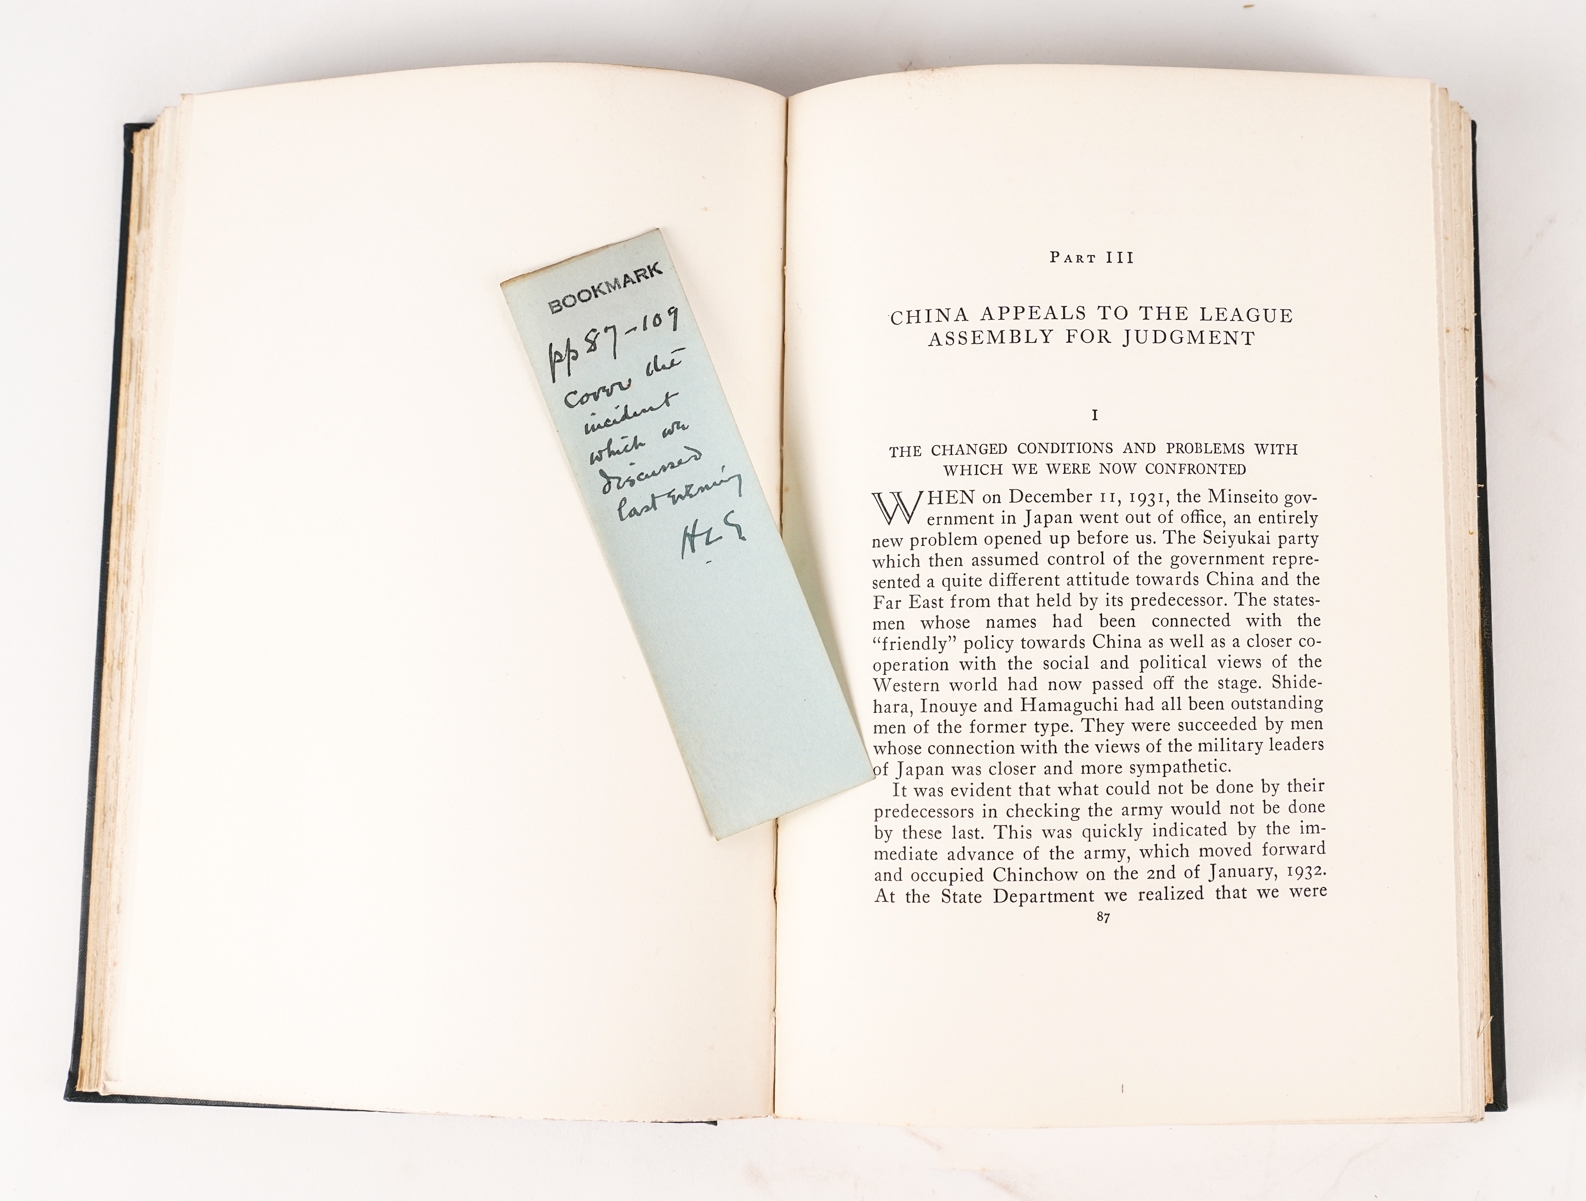 BOOKMARK
pp 87-109
Cover the
incident
which we
discussed
last evening
HLS
PART III
CHINA APPEALS TO THE LEAGUE
ASSEMBLY FOR JUDGMENT
I
THE CHANGED CONDITIONS AND PROBLEMS WITH
WHICH WE WERE NOW CONFRONTED
WHEN on December 11, 1931, the Minseito gov-
ernment in Japan went out of office, an entirely
new problem opened up before us. The Seiyukai party
which then assumed control of the government repre-
sented a quite different attitude towards China and the
Far East from that held by its predecessor. The states-
men whose names had been connected with the
“friendly” policy towards China as well as a closer co-
operation with the social and political views of the
Western world had now passed off the stage. Shide-
hara, Inouye and Hamaguchi had all been outstanding
men of the former type. They were succeeded by men
whose connection with the views of the military leaders
of Japan was closer and more sympathetic.
It was evident that what could not be done by their
predecessors in checking the army would not be done
by these last. This was quickly indicated by the im-
mediate advance of the army, which moved forward
and occupied Chinchow on the 2nd of January, 1932.
At the State Department we realized that we were
87